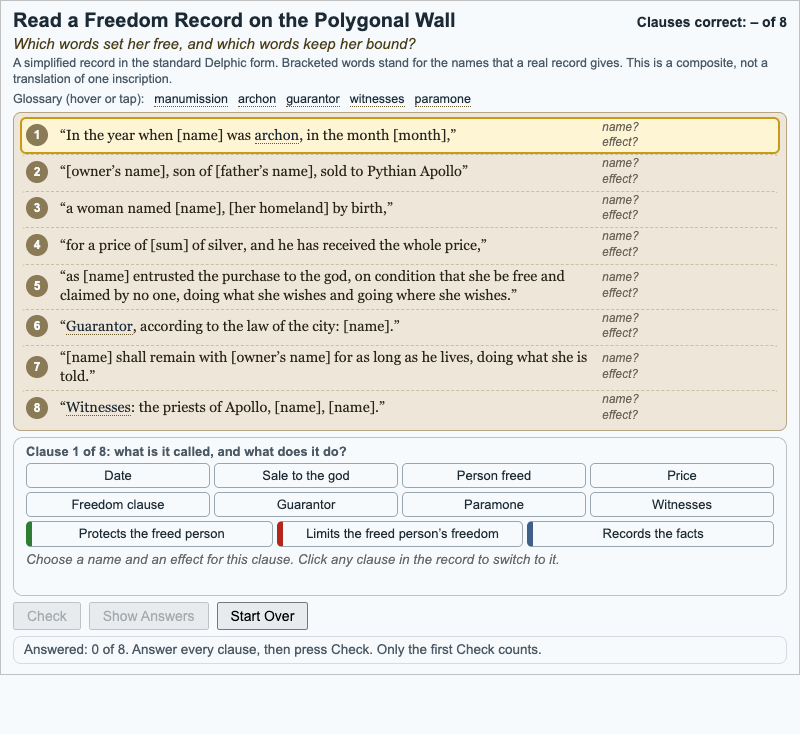 Read a Freedom Record on the Polygonal Wall
Clauses correct: – of 8
Which words set her free, and which words keep her bound?
A simplified record in the standard Delphic form. Bracketed words stand for the names that a real record gives. This is a composite, not a
translation of one inscription.
Glossary (hover or tap): manumission archon guarantor witnesses paramone
1 “In the year when [name] was archon, in the month [month],” name? effect?
2 “[owner’s name], son of [father’s name], sold to Pythian Apollo” name? effect?
3 “a woman named [name], [her homeland] by birth,” name? effect?
4 “for a price of [sum] of silver, and he has received the whole price,” name? effect?
5 “as [name] entrusted the purchase to the god, on condition that she be free and
claimed by no one, doing what she wishes and going where she wishes.” name? effect?
6 “Guarantor, according to the law of the city: [name].” name? effect?
7 “[name] shall remain with [owner’s name] for as long as he lives, doing what she is
told.” name? effect?
8 “Witnesses: the priests of Apollo, [name], [name].” name? effect?
Clause 1 of 8: what is it called, and what does it do?
Date Sale to the god Person freed Price
Freedom clause Guarantor Paramone Witnesses
Protects the freed person Limits the freed person’s freedom Records the facts
Choose a name and an effect for this clause. Click any clause in the record to switch to it.
Check Show Answers Start Over
Answered: 0 of 8. Answer every clause, then press Check. Only the first Check counts.